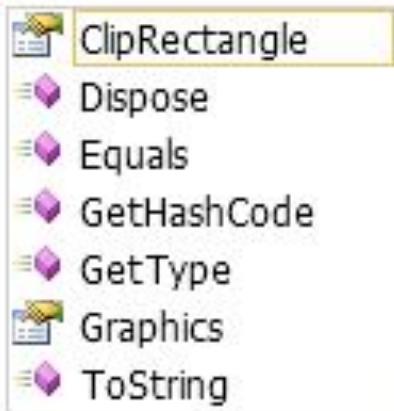 ClipRectangle
Dispose
Equals
GetHashCode
GetType
Graphics
ToString